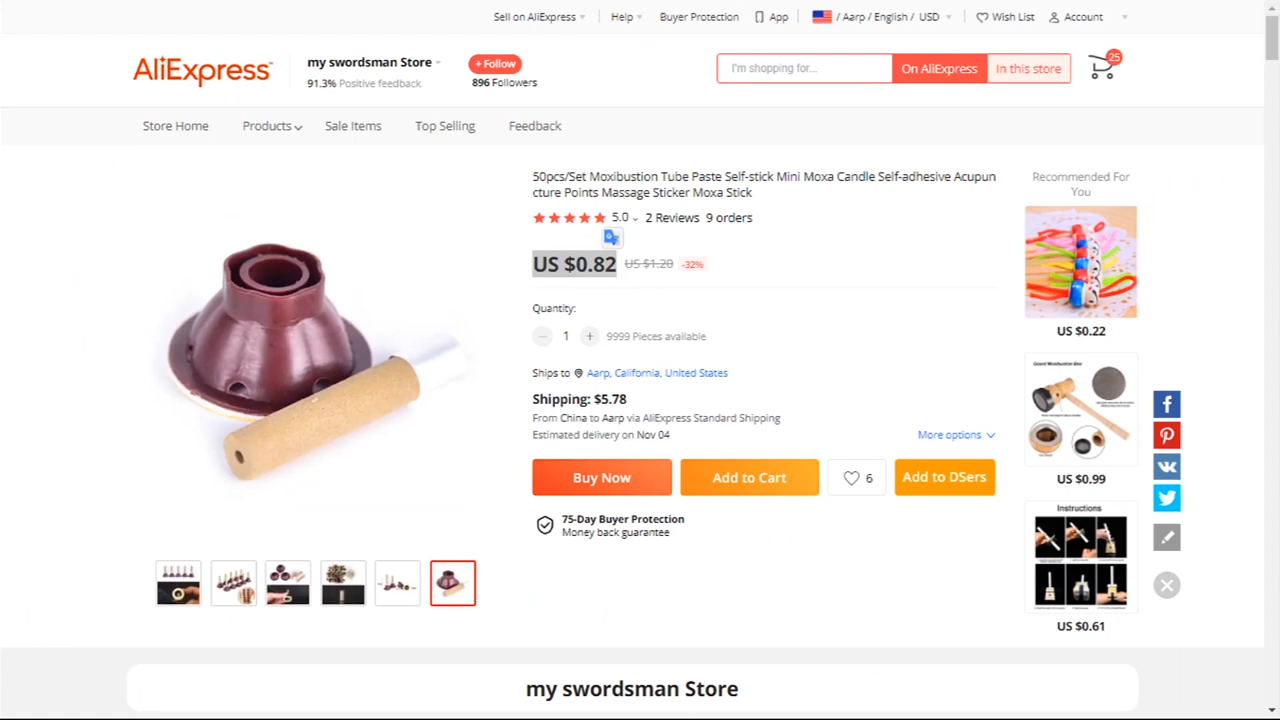 Sell on AliExpress
Help
Buyer Protection
App
/ Aarp / English / USD
Wish List
Account
AliExpress
my swordsman Store
91.3% Positive feedback
+ Follow
896 Followers
I'm shopping for...
On AliExpress
In this store
25
Store Home
Products
Sale Items
Top Selling
Feedback
50pcs/Set Moxibustion Tube Paste Self-stick Mini Moxa Candle Self-adhesive Acupun
cture Points Massage Sticker Moxa Stick
5.0
2 Reviews 9 orders
US $0.82 US $1.20 -32%
Quantity:
1
9999 Pieces available
Ships to Aarp, California, United States
Shipping: $5.78
From China to Aarp via AliExpress Standard Shipping
Estimated delivery on Nov 04
More options
Buy Now
Add to Cart
6
Add to DSers
75-Day Buyer Protection
Money back guarantee
Recommended For
You
US $0.22
US $0.99
Instructions
US $0.61
my swordsman Store